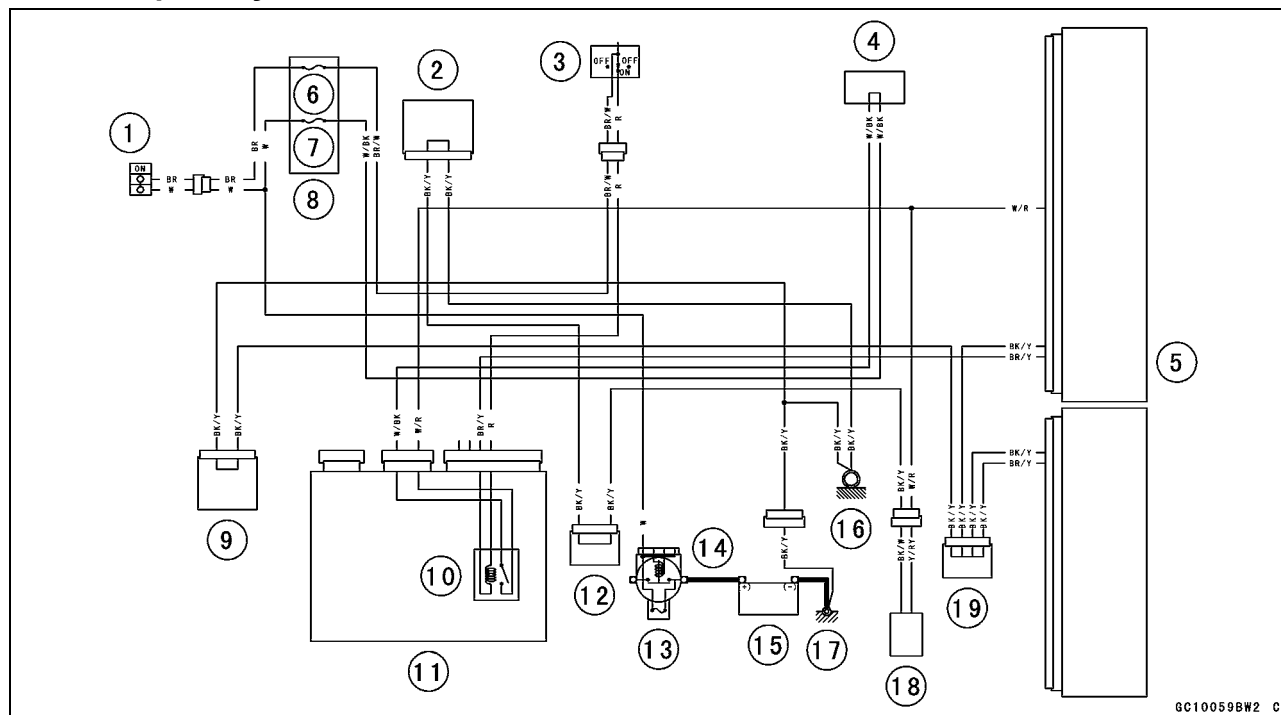 4
3
2
OFF OFF
ON
6
1
7
ON
BR BR
W W
BR
W
8
W/BK
BR/W
BK/Y
BK/Y
BR/W
R
BR/W
R
W/BK
W/BK
W/R
5
BK/Y
BR/Y
BK/Y
BK/Y
W/BK
W/R
BR/Y
R
BK/Y
BK/Y
BK/Y
BK/Y
BK/Y
W/R
BK/Y
BR/Y
9
BK/Y
BK/Y
W
16
BK/Y
BK/Y
BK/Y
BK/Y
BK/Y
14
10
12
(+) (-)
BK/W
19
11
13
15
17
18
GC10059BW2 C